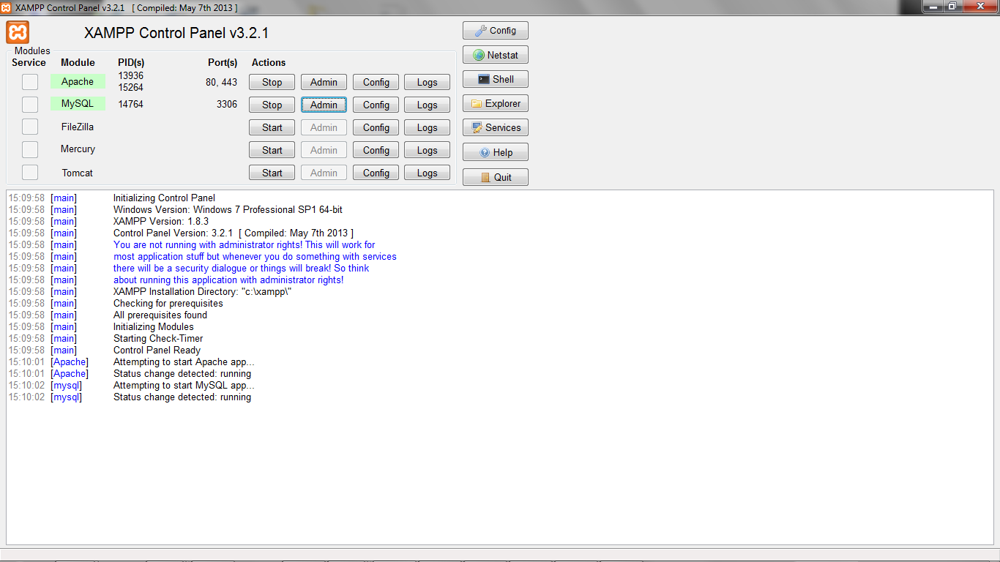 XAMPP Control Panel v3.2.1 [ Compiled: May 7th 2013 ]
XAMPP Control Panel v3.2.1
Config
Modules
Service Module PID(s) Port(s) Actions
Netstat
Apache 13936 15264 80, 443 Stop Admin Config Logs
Shell
MySQL 14764 3306 Stop Admin Config Logs
Explorer
FileZilla Start Admin Config Logs
Services
Mercury Start Admin Config Logs
Help
Tomcat Start Admin Config Logs
Quit
15:09:58 [main] Initializing Control Panel
15:09:58 [main] Windows Version: Windows 7 Professional SP1 64-bit
15:09:58 [main] XAMPP Version: 1.8.3
15:09:58 [main] Control Panel Version: 3.2.1 [ Compiled: May 7th 2013 ]
15:09:58 [main] You are not running with administrator rights! This will work for
15:09:58 [main] most application stuff but whenever you do something with services
15:09:58 [main] there will be a security dialogue or things will break! So think
15:09:58 [main] about running this application with administrator rights!
15:09:58 [main] XAMPP Installation Directory: "c:\xampp\"
15:09:58 [main] Checking for prerequisites
15:09:58 [main] All prerequisites found
15:09:58 [main] Initializing Modules
15:09:58 [main] Starting Check-Timer
15:09:58 [main] Control Panel Ready
15:10:01 [Apache] Attempting to start Apache app...
15:10:01 [Apache] Status change detected: running
15:10:02 [mysql] Attempting to start MySQL app...
15:10:02 [mysql] Status change detected: running